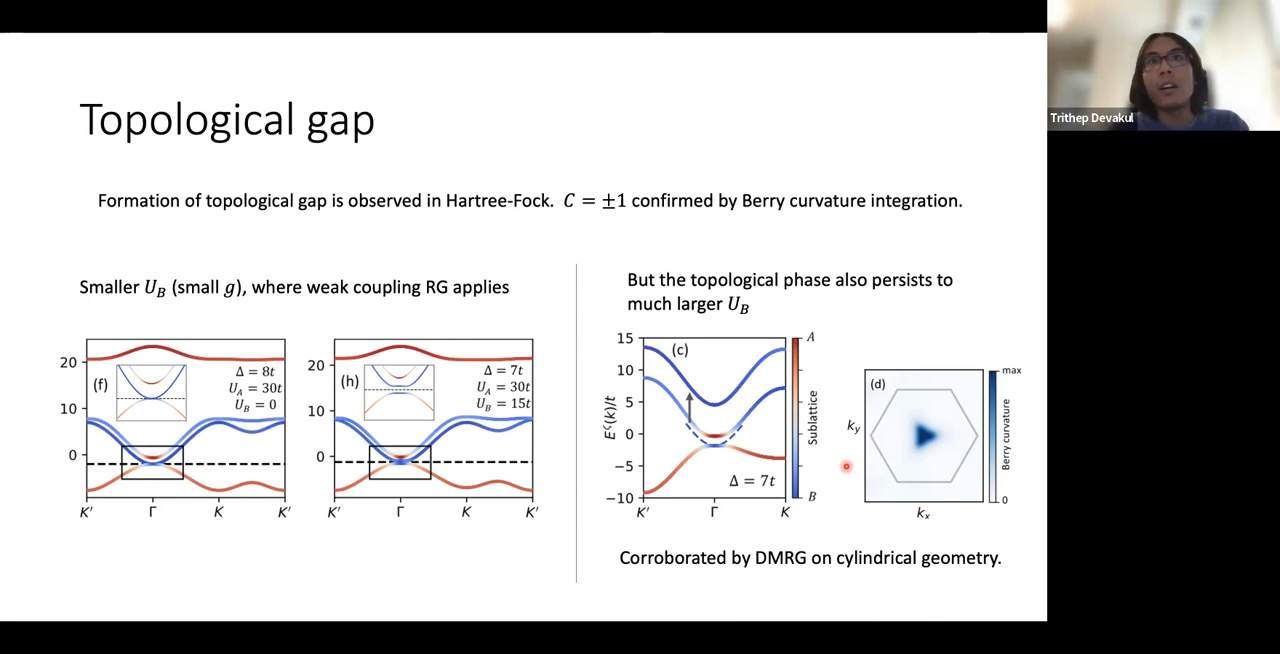 Trithep Devakul
Topological gap
Formation of topological gap is observed in Hartree-Fock. C = ±1 confirmed by Berry curvature integration.
Smaller U_B (small g), where weak coupling RG applies
20
10
0
(f)
Δ = 8t
U_A = 30t
U_B = 0
K′ Γ K K′
20
10
0
(h)
Δ = 7t
U_A = 30t
U_B = 15t
K′ Γ K K′
But the topological phase also persists to
much larger U_B
15
10
5
0
−5
−10
E^ζ(k)/t
(c)
Δ = 7t
K′ Γ K
A
Sublattice
B
(d)
k_y
k_x
max
Berry curvature
0
Corroborated by DMRG on cylindrical geometry.